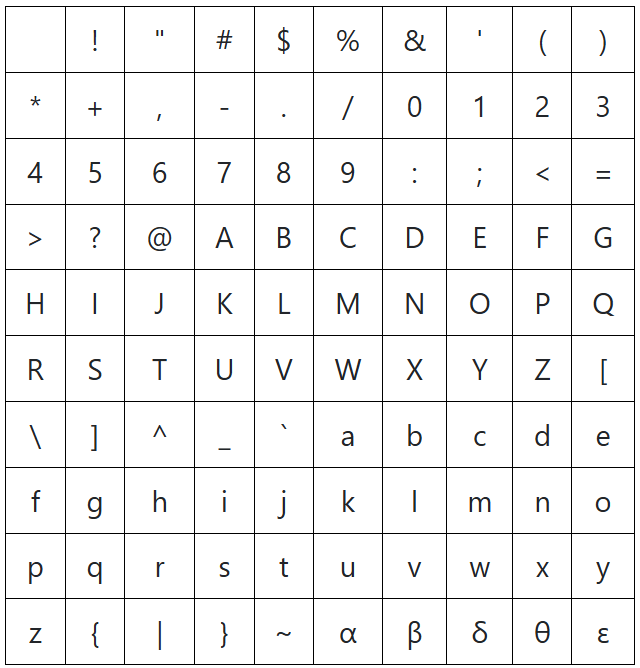 ! " # $ % & ' ( )
* + , - . / 0 1 2 3
4 5 6 7 8 9 : ; < =
> ? @ A B C D E F G
H I J K L M N O P Q
R S T U V W X Y Z [
\ ] ^ _ ` a b c d e
f g h i j k l m n o
p q r s t u v w x y
z { | } ~ α β δ θ ε